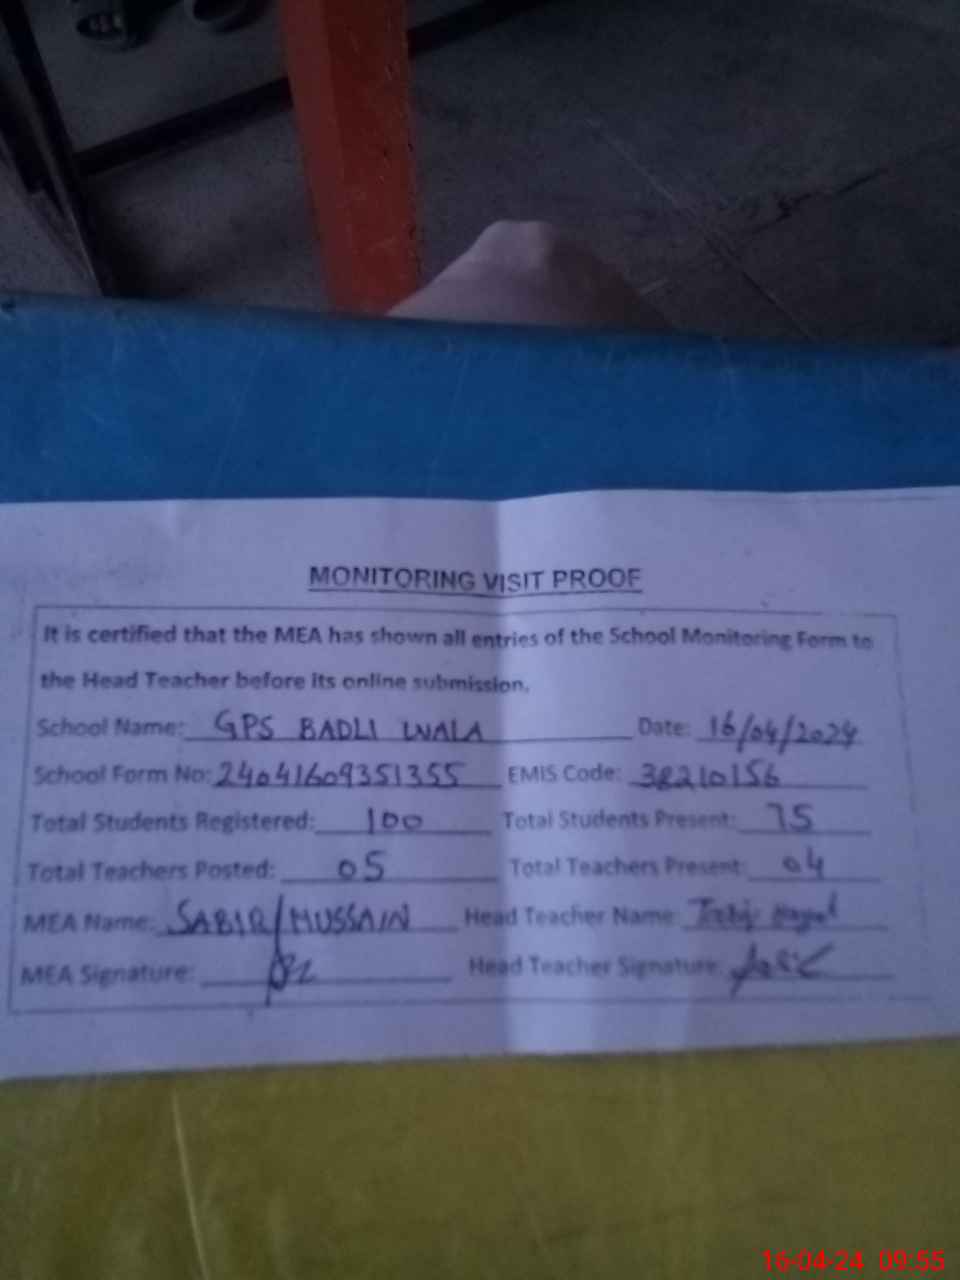 MONITORING VISIT PROOF
It is certified that the MEA has shown all entries of the School Monitoring Form to
the Head Teacher before its online submission.
School Name: GPS BADLI WALA Date: 16/04/2024
School Form No: 24041609351355 EMIS Code: 38210156
Total Students Registered: 100 Total Students Present: 75
Total Teachers Posted: 05 Total Teachers Present: 04
MEA Name: SABIR HUSSAIN Head Teacher Name:
MEA Signature: Head Teacher Signature:
16-04-24 09:55